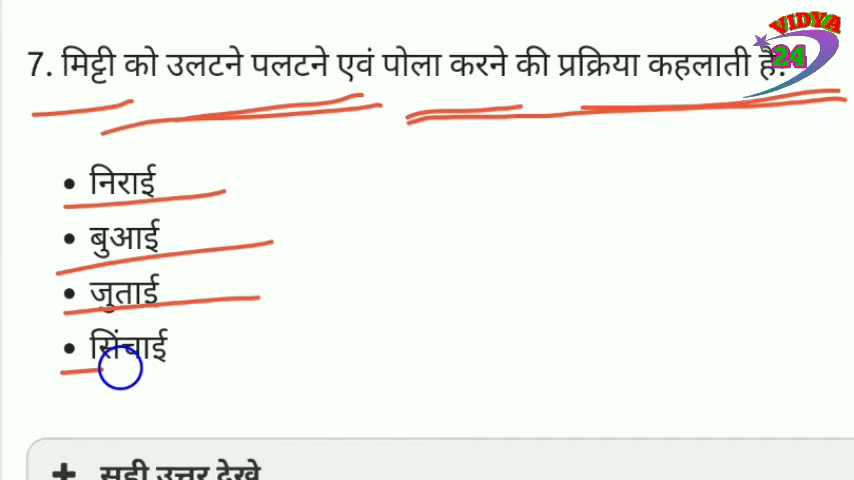 VIDYA
24
7. मिट्टी को उलटने पलटने एवं पोला करने की प्रक्रिया कहलाती है?
• निराई
• बुआई
• जुताई
• सिंचाई
+ सही उत्तर देखे